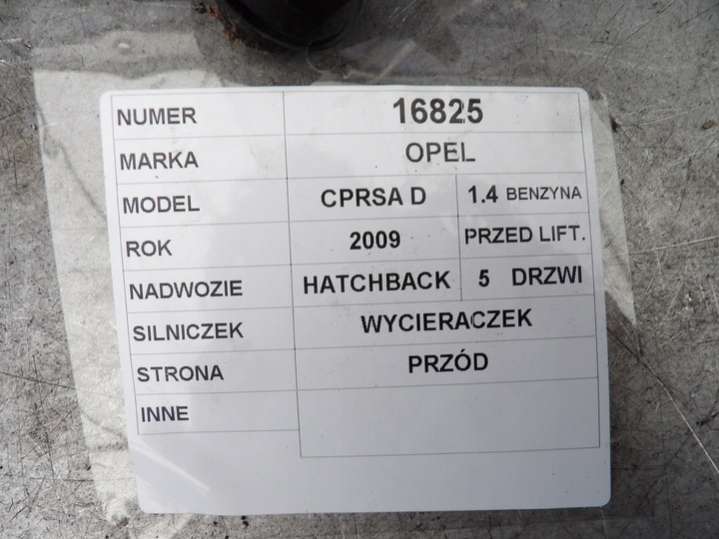 NUMER 16825
MARKA OPEL
MODEL CPRSA D 1.4 BENZYNA
ROK 2009 PRZED LIFT.
NADWOZIE HATCHBACK 5 DRZWI
SILNICZEK WYCIERACZEK
STRONA PRZÓD
INNE